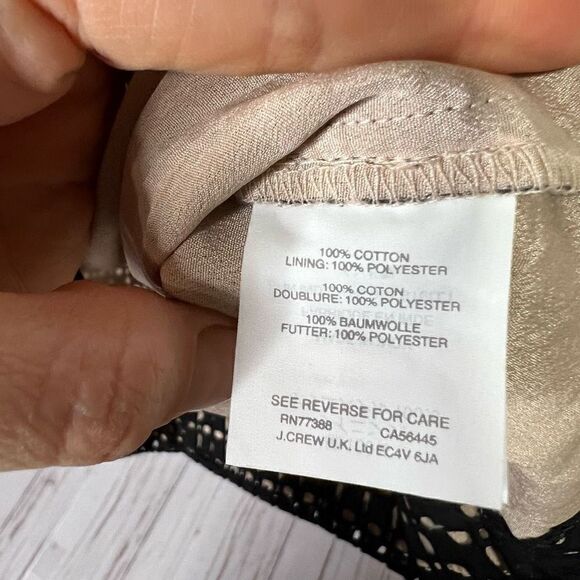 100% COTTON
LINING: 100% POLYESTER
100% COTON
DOUBLURE: 100% POLYESTER
100% BAUMWOLLE
FUTTER: 100% POLYESTER
SEE REVERSE FOR CARE
RN77388 CA56445
J.CREW U.K. Ltd EC4V 6JA